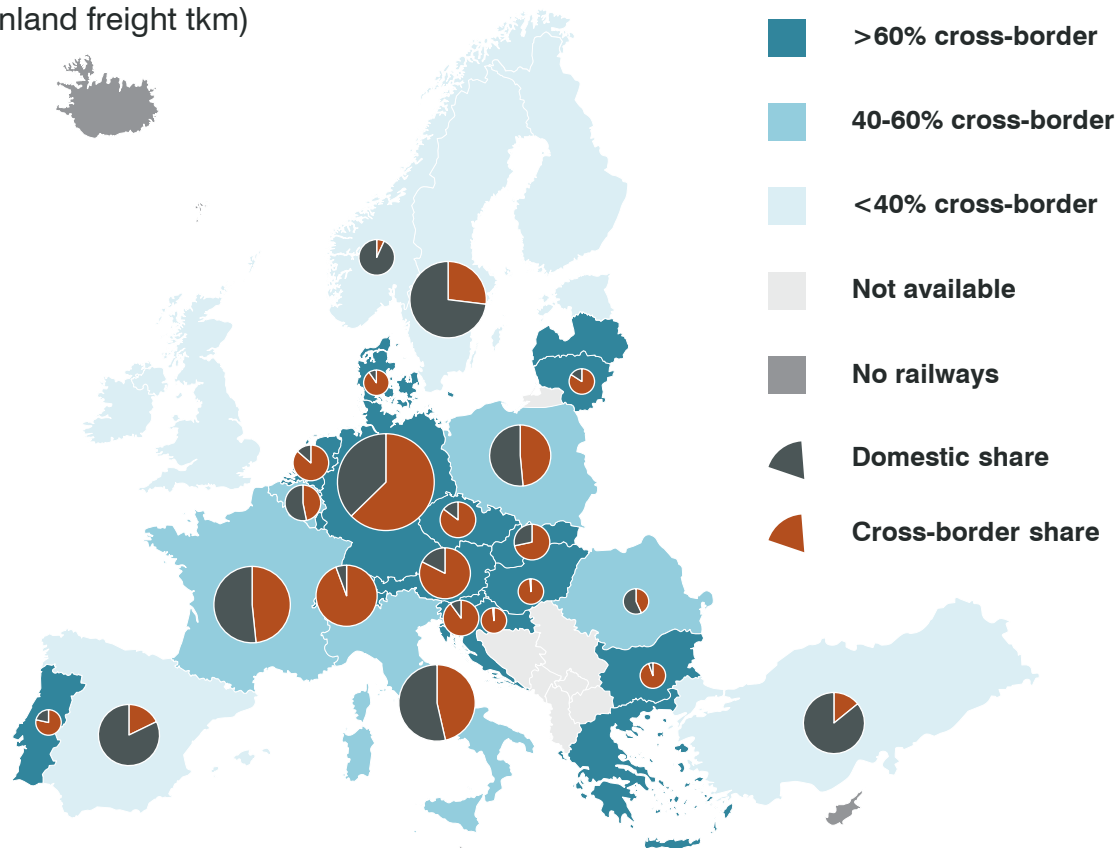 nland freight tkm)
>60% cross-border
40-60% cross-border
<40% cross-border
Not available
No railways
Domestic share
Cross-border share